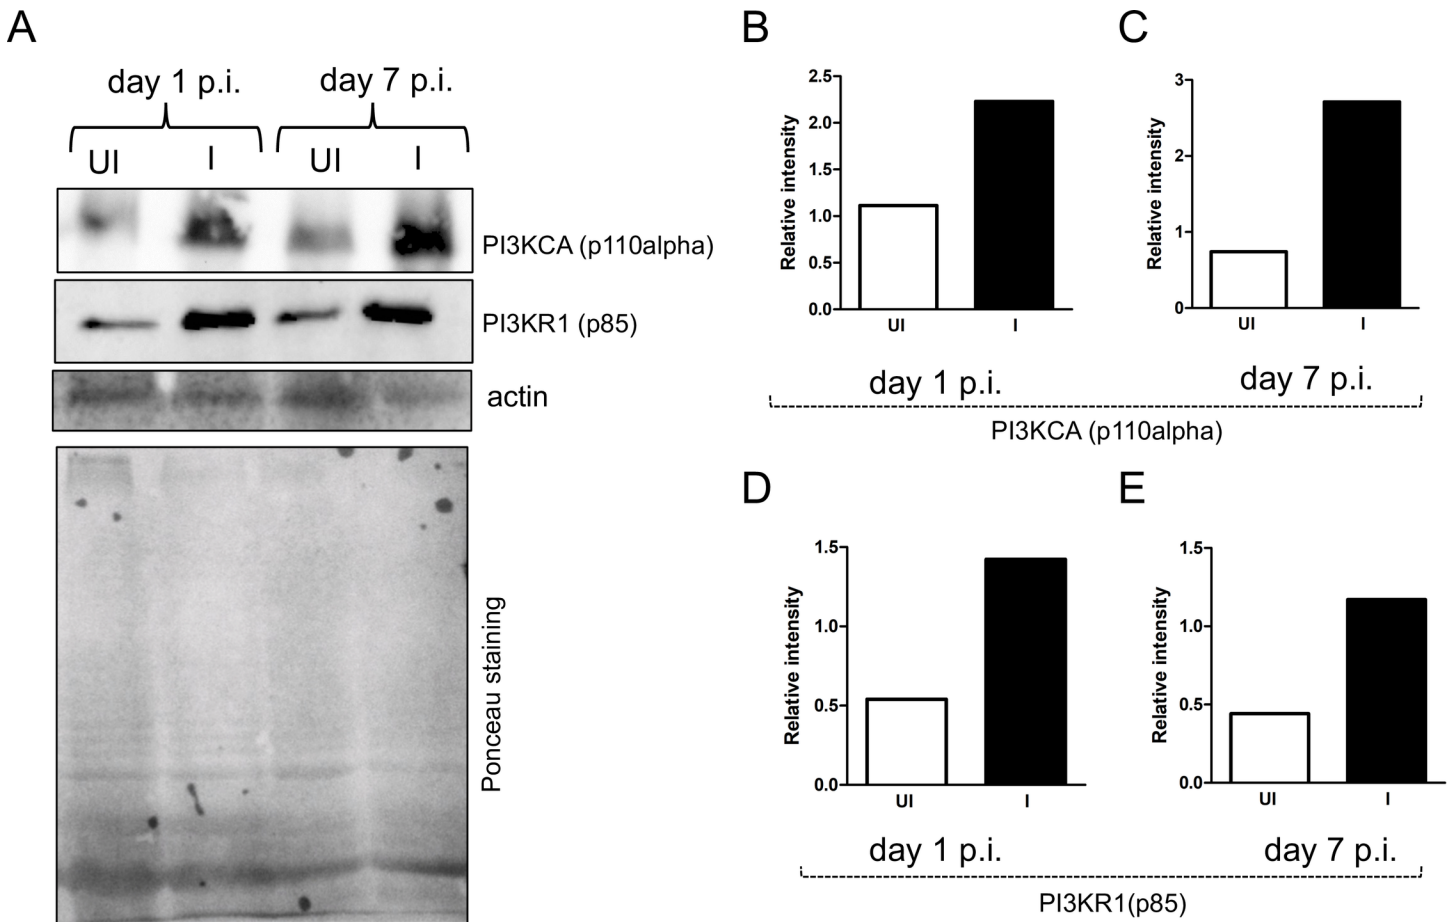 A
day 1 p.i.
day 7 p.i.
UI
I
UI
I
PI3KCA (p110alpha)
PI3KR1 (p85)
actin
Ponceau staining
B
2.5
2.0
1.5
1.0
0.5
0.0
Relative intensity
UI
I
day 1 p.i.
C
3
2
1
0
Relative intensity
UI
I
day 7 p.i.
PI3KCA (p110alpha)
D
1.5
1.0
0.5
0.0
Relative intensity
UI
I
day 1 p.i.
E
1.5
1.0
0.5
0.0
Relative intensity
UI
I
day 7 p.i.
PI3KR1(p85)